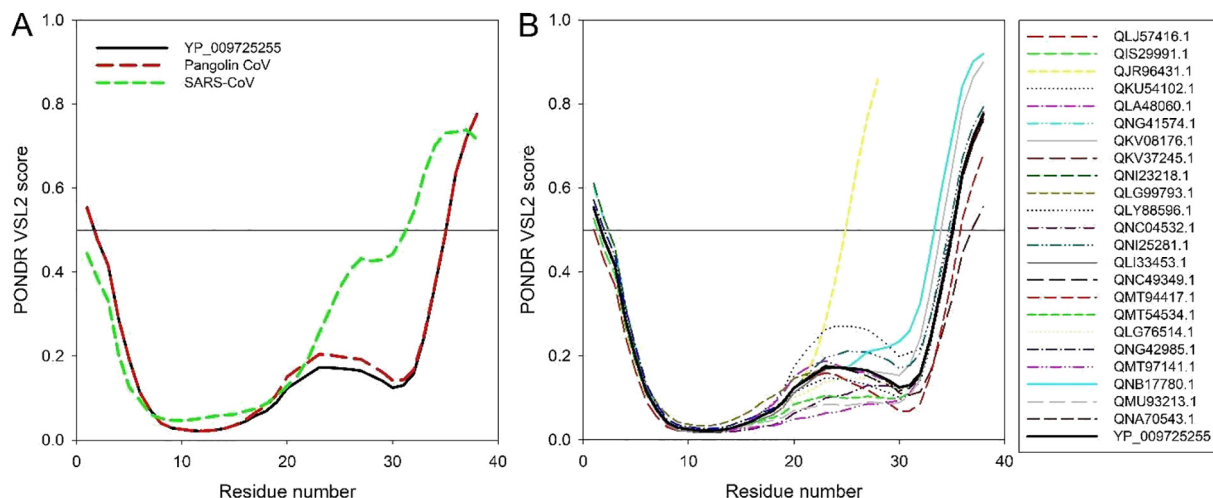 A
PONDR VSL2 score
1.0
0.8
0.6
0.4
0.2
0.0
YP_009725255
Pangolin CoV
SARS-CoV
0 10 20 30 40
Residue number
B
PONDR VSL2 score
1.0
0.8
0.6
0.4
0.2
0.0
0 10 20 30 40
Residue number
QLJ57416.1
QIS29991.1
QJR96431.1
QKU54102.1
QLA48060.1
QNG41574.1
QKV08176.1
QKV37245.1
QNI23218.1
QLG99793.1
QLY88596.1
QNC04532.1
QNI25281.1
QLI33453.1
QNC49349.1
QMT94417.1
QMT54534.1
QLG76514.1
QNG42985.1
QMT97141.1
QNB17780.1
QMU93213.1
QNA70543.1
YP_009725255